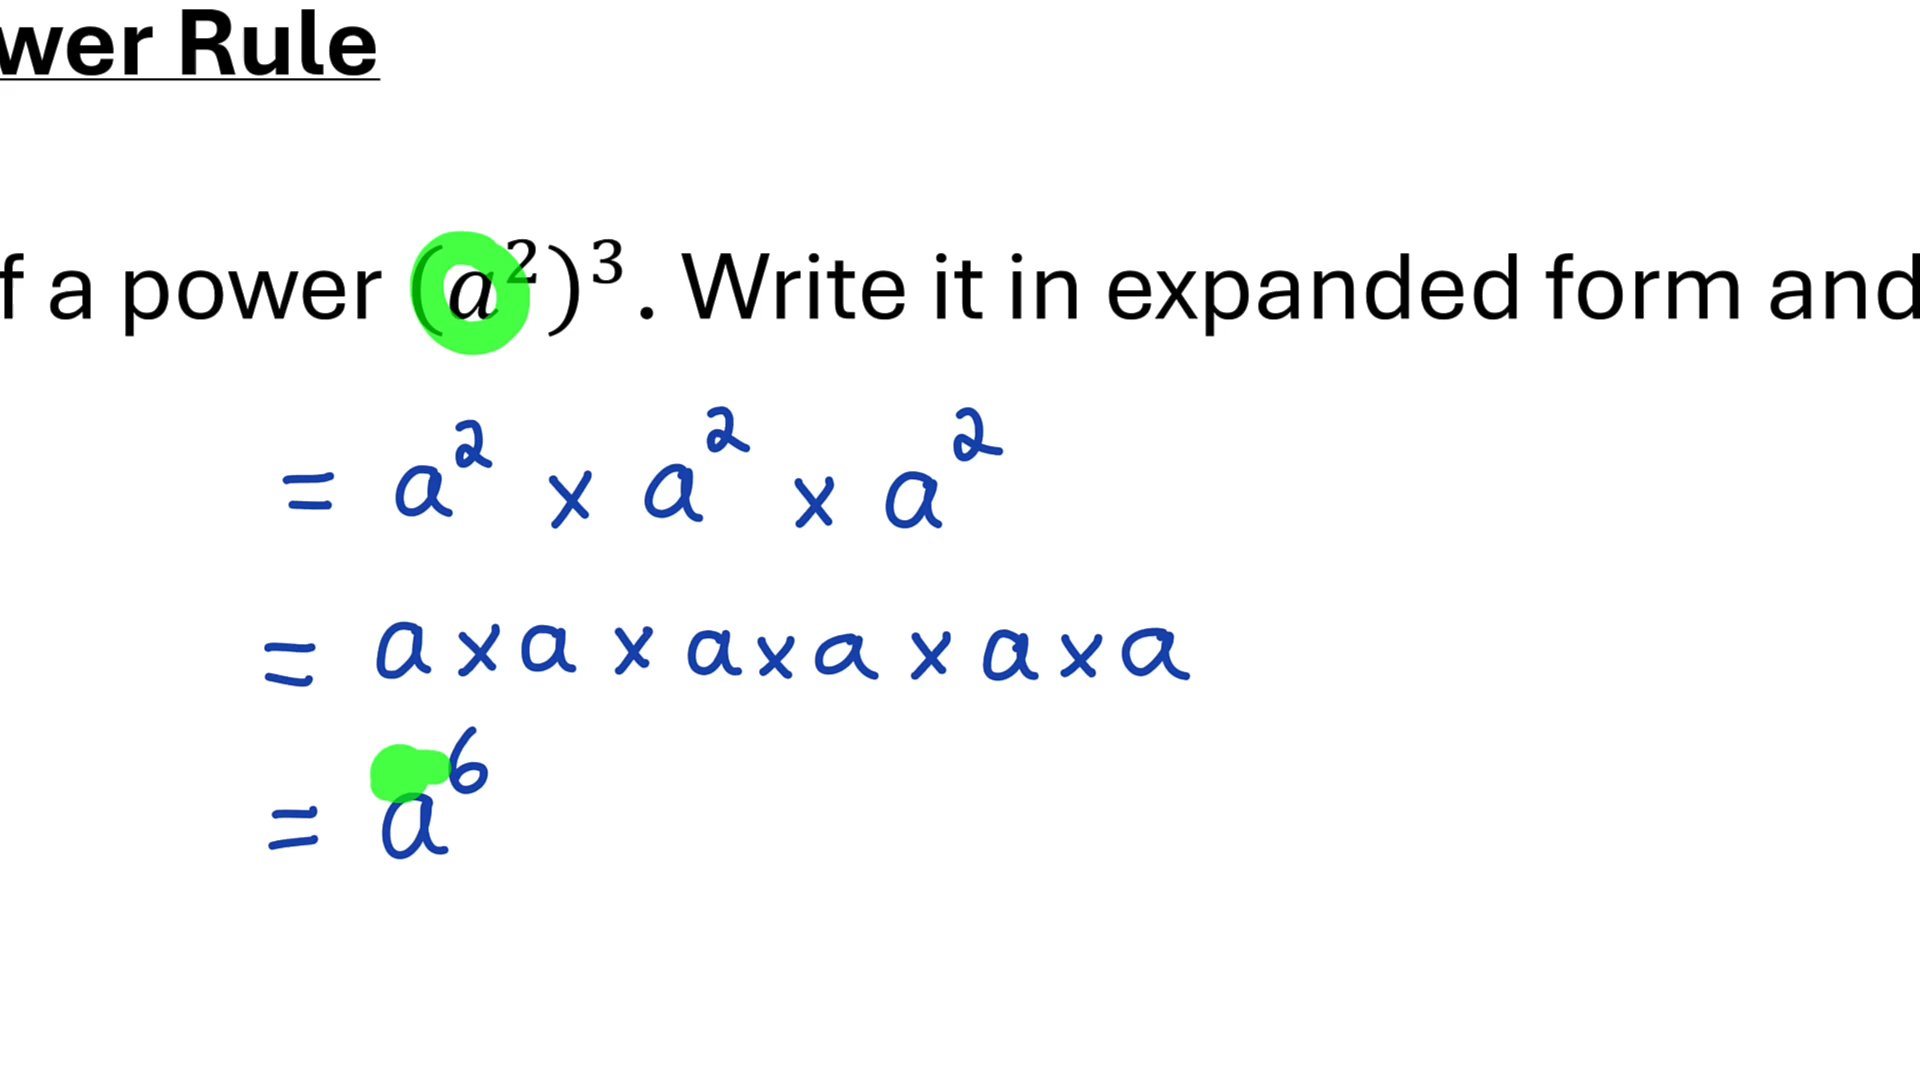 wer Rule
f a power (a²)³. Write it in expanded form and
= a² x a² x a²
= a x a x a x a x a x a
= a⁶